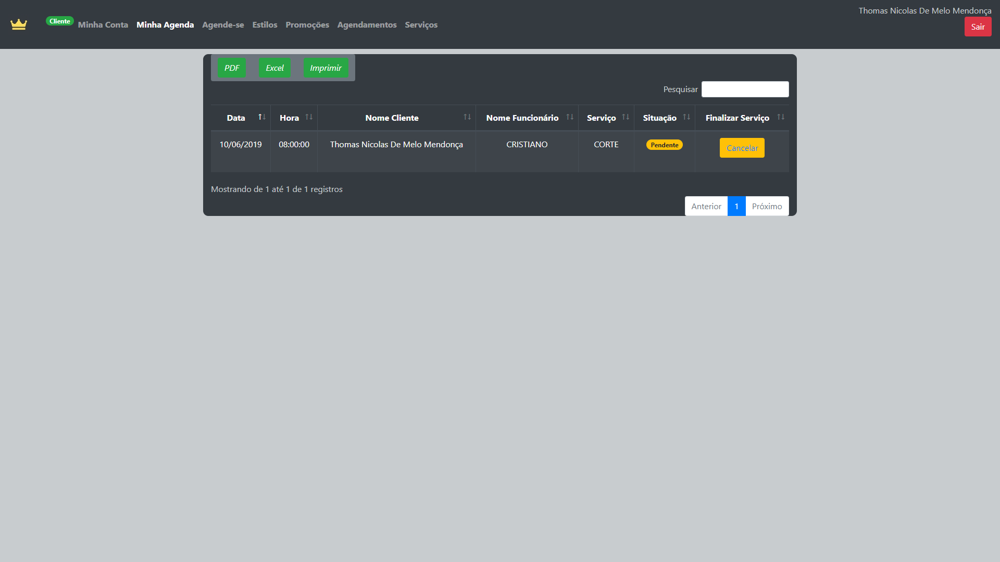 Thomas Nicolas De Melo Mendonça
Cliente Minha Conta Minha Agenda Agende-se Estilos Promoções Agendamentos Serviços
Sair
PDF Excel Imprimir
Pesquisar
Data Hora Nome Cliente Nome Funcionário Serviço Situação Finalizar Serviço
10/06/2019 08:00:00 Thomas Nicolas De Melo Mendonça CRISTIANO CORTE Pendente Cancelar
Mostrando de 1 até 1 de 1 registros
Anterior 1 Próximo